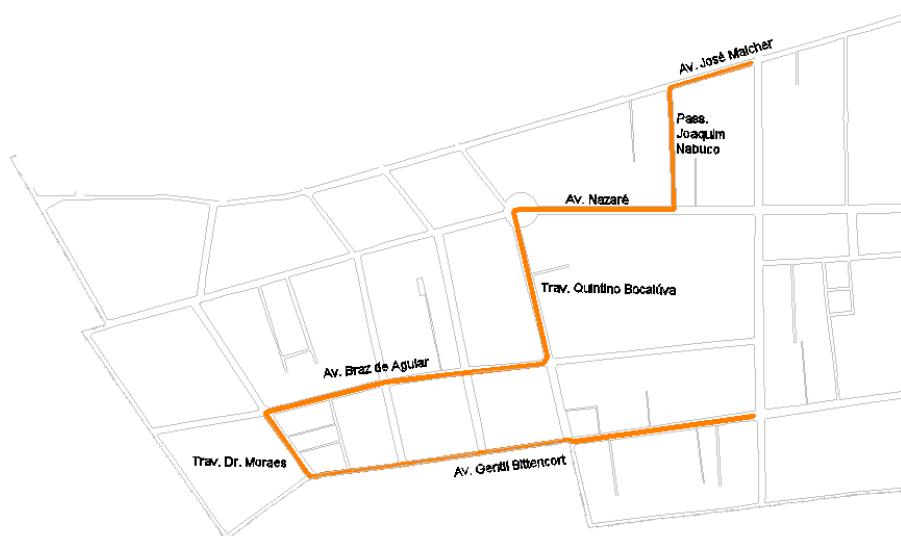 Av. José Malcher
Pass.
Joaquim
Nabuco
Av. Nazaré
Trav. Quintino Bocaiúva
Av. Braz de Aguiar
Trav. Dr. Moraes
Av. Gentil Bittencort